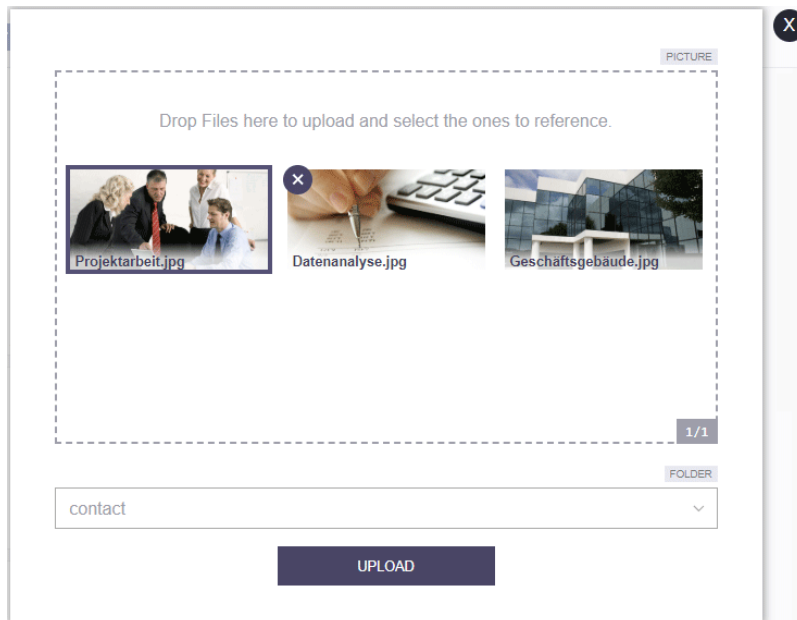 X
PICTURE
Drop Files here to upload and select the ones to reference.
Projektarbeit.jpg
Datenanalyse.jpg
Geschäftsgebäude.jpg
1/1
FOLDER
contact
UPLOAD